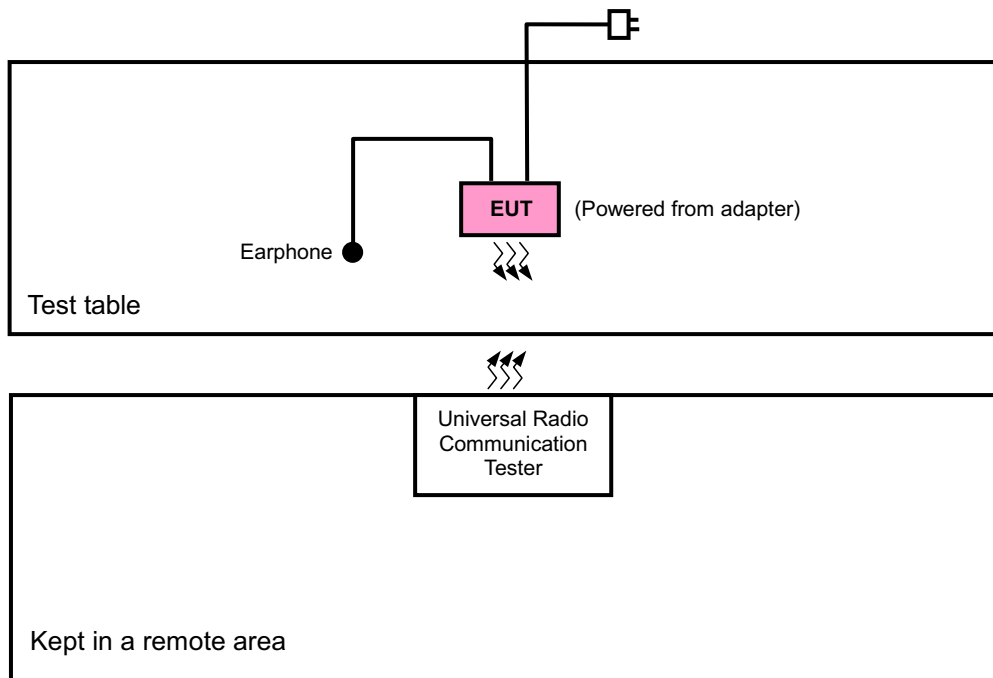 EUT
(Powered from adapter)
Earphone
Test table
Universal Radio
Communication
Tester
Kept in a remote area